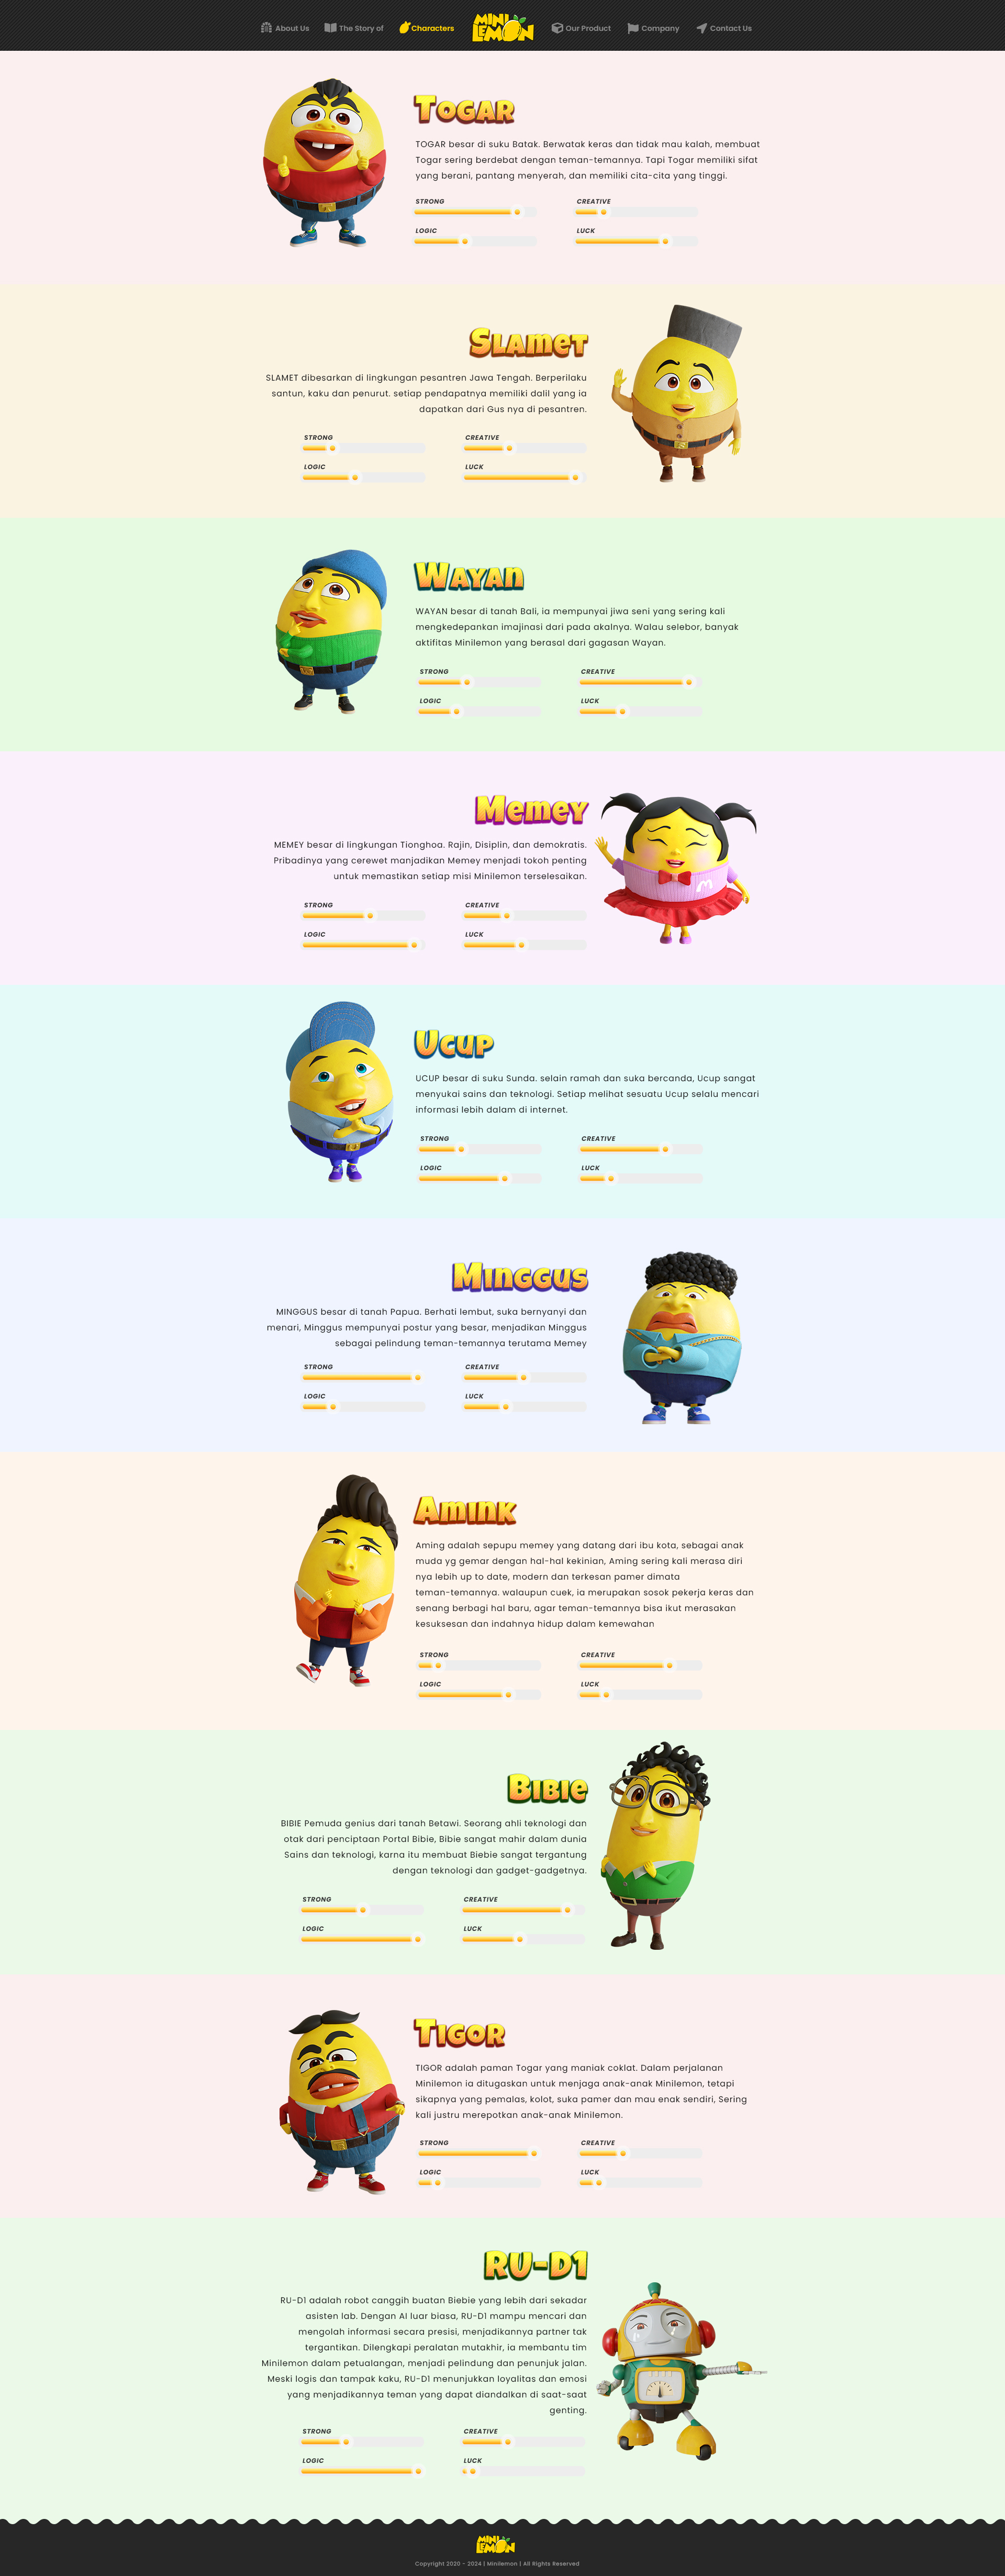 About Us
The Story of
Characters
MINI LEMON
Our Product
Company
Contact Us
TOGAR
TOGAR besar di suku Batak. Berwatak keras dan tidak mau kalah, membuat
Togar sering berdebat dengan teman-temannya. Tapi Togar memiliki sifat
yang berani, pantang menyerah, dan memiliki cita-cita yang tinggi.
STRONG
CREATIVE
LOGIC
LUCK
SLAMET
SLAMET dibesarkan di lingkungan pesantren Jawa Tengah. Berperilaku
santun, kaku dan penurut. setiap pendapatnya memiliki dalil yang ia
dapatkan dari Gus nya di pesantren.
STRONG
CREATIVE
LOGIC
LUCK
WAYAN
WAYAN besar di tanah Bali, ia mempunyai jiwa seni yang sering kali
mengkedepankan imajinasi dari pada akalnya. Walau selebor, banyak
aktifitas Minilemon yang berasal dari gagasan Wayan.
STRONG
CREATIVE
LOGIC
LUCK
Memey
MEMEY besar di lingkungan Tionghoa. Rajin, Disiplin, dan demokratis.
Pribadinya yang cerewet manjadikan Memey menjadi tokoh penting
untuk memastikan setiap misi Minilemon terselesaikan.
STRONG
CREATIVE
LOGIC
LUCK
UCUP
UCUP besar di suku Sunda. selain ramah dan suka bercanda, Ucup sangat
menyukai sains dan teknologi. Setiap melihat sesuatu Ucup selalu mencari
informasi lebih dalam di internet.
STRONG
CREATIVE
LOGIC
LUCK
MINGGUS
MINGGUS besar di tanah Papua. Berhati lembut, suka bernyanyi dan
menari, Minggus mempunyai postur yang besar, menjadikan Minggus
sebagai pelindung teman-temannya terutama Memey
STRONG
CREATIVE
LOGIC
LUCK
Amink
Aming adalah sepupu memey yang datang dari ibu kota, sebagai anak
muda yg gemar dengan hal-hal kekinian, Aming sering kali merasa diri
nya lebih up to date, modern dan terkesan pamer dimata
teman-temannya. walaupun cuek, ia merupakan sosok pekerja keras dan
senang berbagi hal baru, agar teman-temannya bisa ikut merasakan
kesuksesan dan indahnya hidup dalam kemewahan
STRONG
CREATIVE
LOGIC
LUCK
Bibie
BIBIE Pemuda genius dari tanah Betawi. Seorang ahli teknologi dan
otak dari penciptaan Portal Bibie, Bibie sangat mahir dalam dunia
Sains dan teknologi, karna itu membuat Biebie sangat tergantung
dengan teknologi dan gadget-gadgetnya.
STRONG
CREATIVE
LOGIC
LUCK
TIGOR
TIGOR adalah paman Togar yang maniak coklat. Dalam perjalanan
Minilemon ia ditugaskan untuk menjaga anak-anak Minilemon, tetapi
sikapnya yang pemalas, kolot, suka pamer dan mau enak sendiri, Sering
kali justru merepotkan anak-anak Minilemon.
STRONG
CREATIVE
LOGIC
LUCK
RU-D1
RU-D1 adalah robot canggih buatan Biebie yang lebih dari sekadar
asisten lab. Dengan AI luar biasa, RU-D1 mampu mencari dan
mengolah informasi secara presisi, menjadikannya partner tak
tergantikan. Dilengkapi peralatan mutakhir, ia membantu tim
Minilemon dalam petualangan, menjadi pelindung dan penunjuk jalan.
Meski logis dan tampak kaku, RU-D1 menunjukkan loyalitas dan emosi
yang menjadikannya teman yang dapat diandalkan di saat-saat
genting.
STRONG
CREATIVE
LOGIC
LUCK
MINI LEMON
Copyright 2020 - 2024 | Minilemon | All Rights Reserved